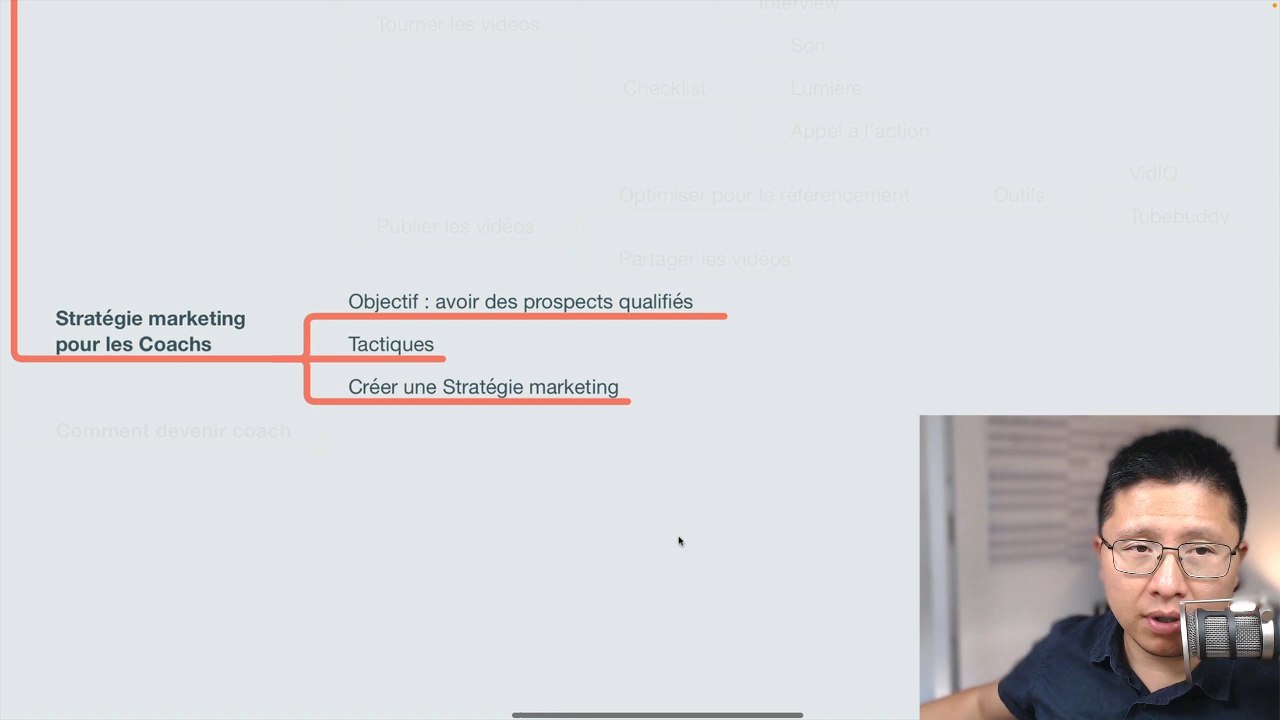 Interview
Tourner les vidéos
Son
Checklist
Lumière
Appel à l'action
VidIQ
Optimiser pour le référencement
Outils
Tubebuddy
Publier les vidéos
Partager les vidéos
Objectif : avoir des prospects qualifiés
Stratégie marketing
pour les Coachs
Tactiques
Créer une Stratégie marketing
Comment devenir coach